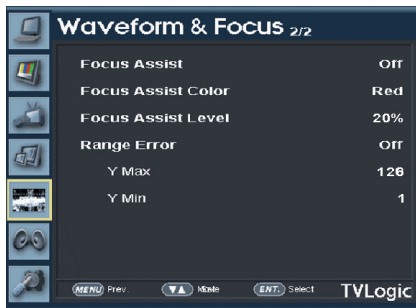 Waveform & Focus 2/2
Focus Assist Off
Focus Assist Color Red
Focus Assist Level 20%
Range Error Off
Y Max 126
Y Min 1
MENU Prev. ▼▲ ENT. Select TVLogic